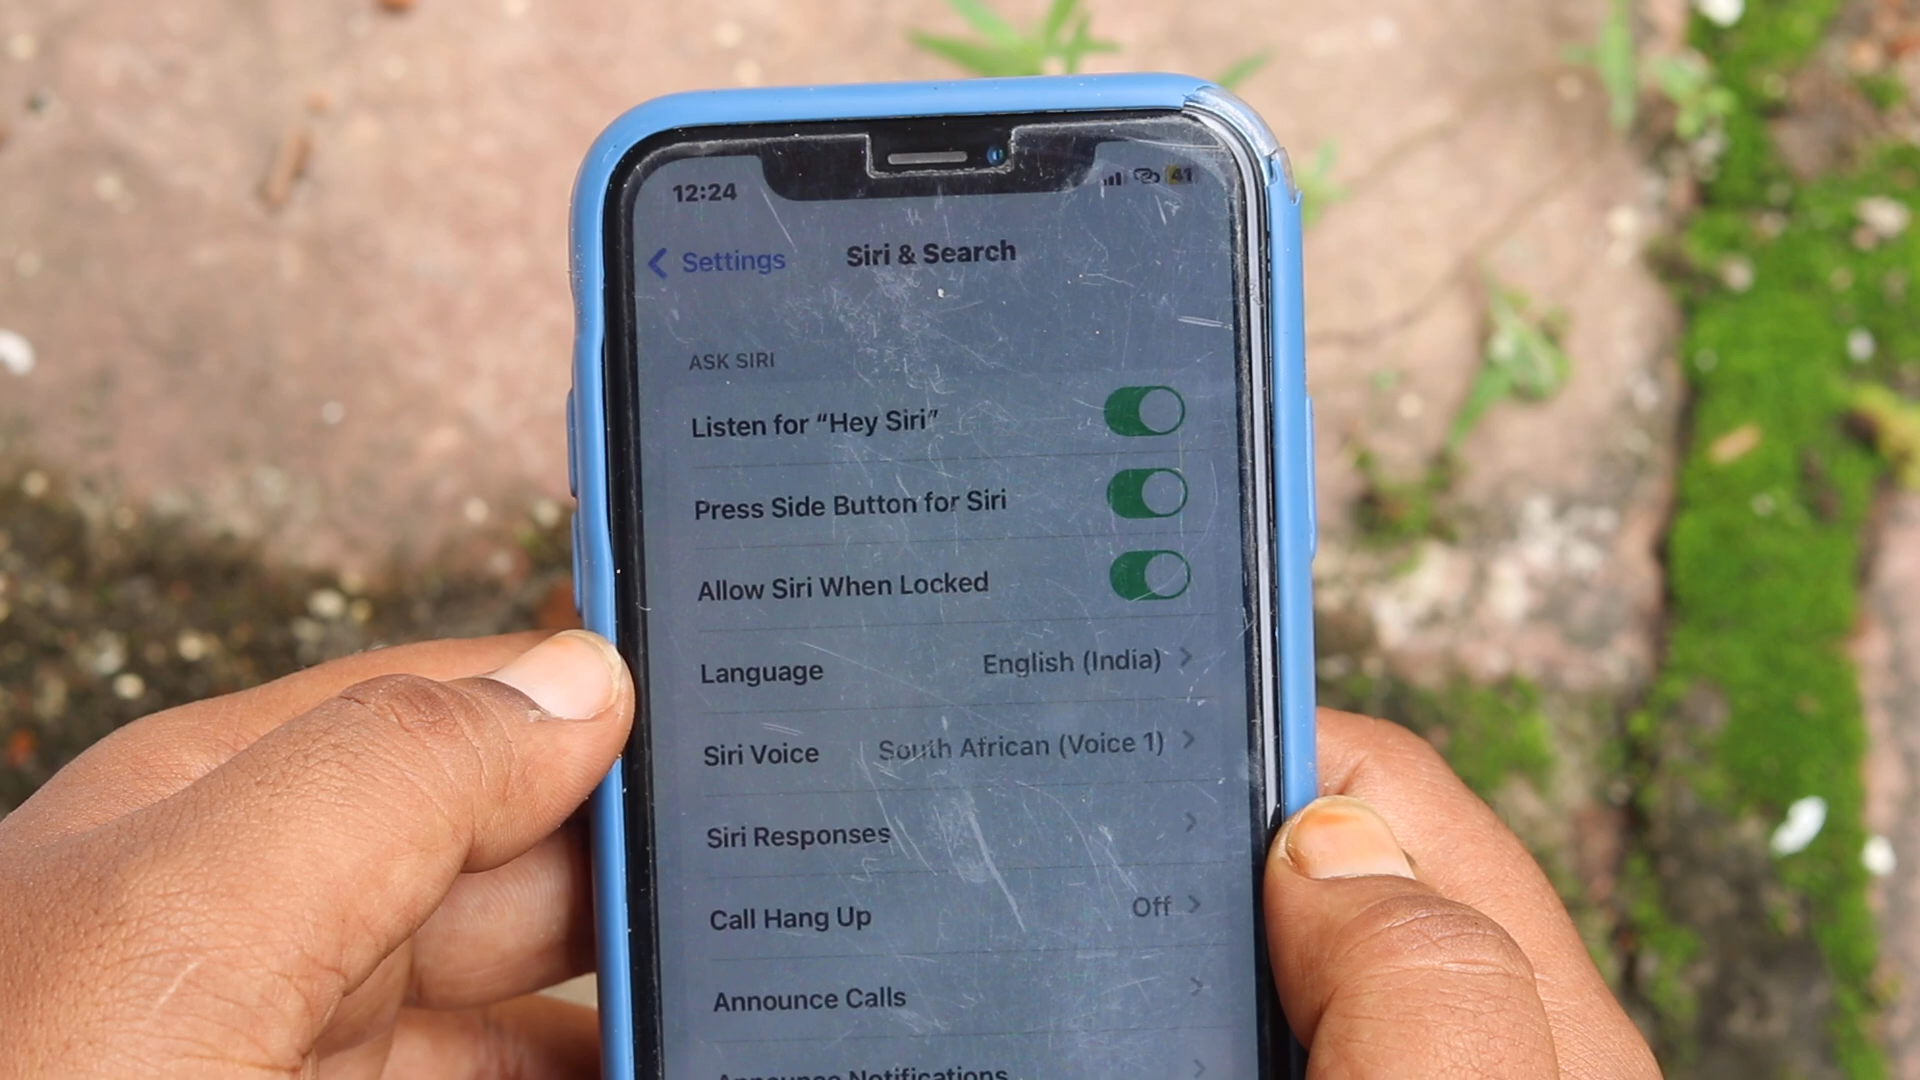 12:24 41
Settings Siri & Search
ASK SIRI
Listen for “Hey Siri”
Press Side Button for Siri
Allow Siri When Locked
Language English (India)
Siri Voice South African (Voice 1)
Siri Responses
Call Hang Up Off
Announce Calls
Announce Notifications